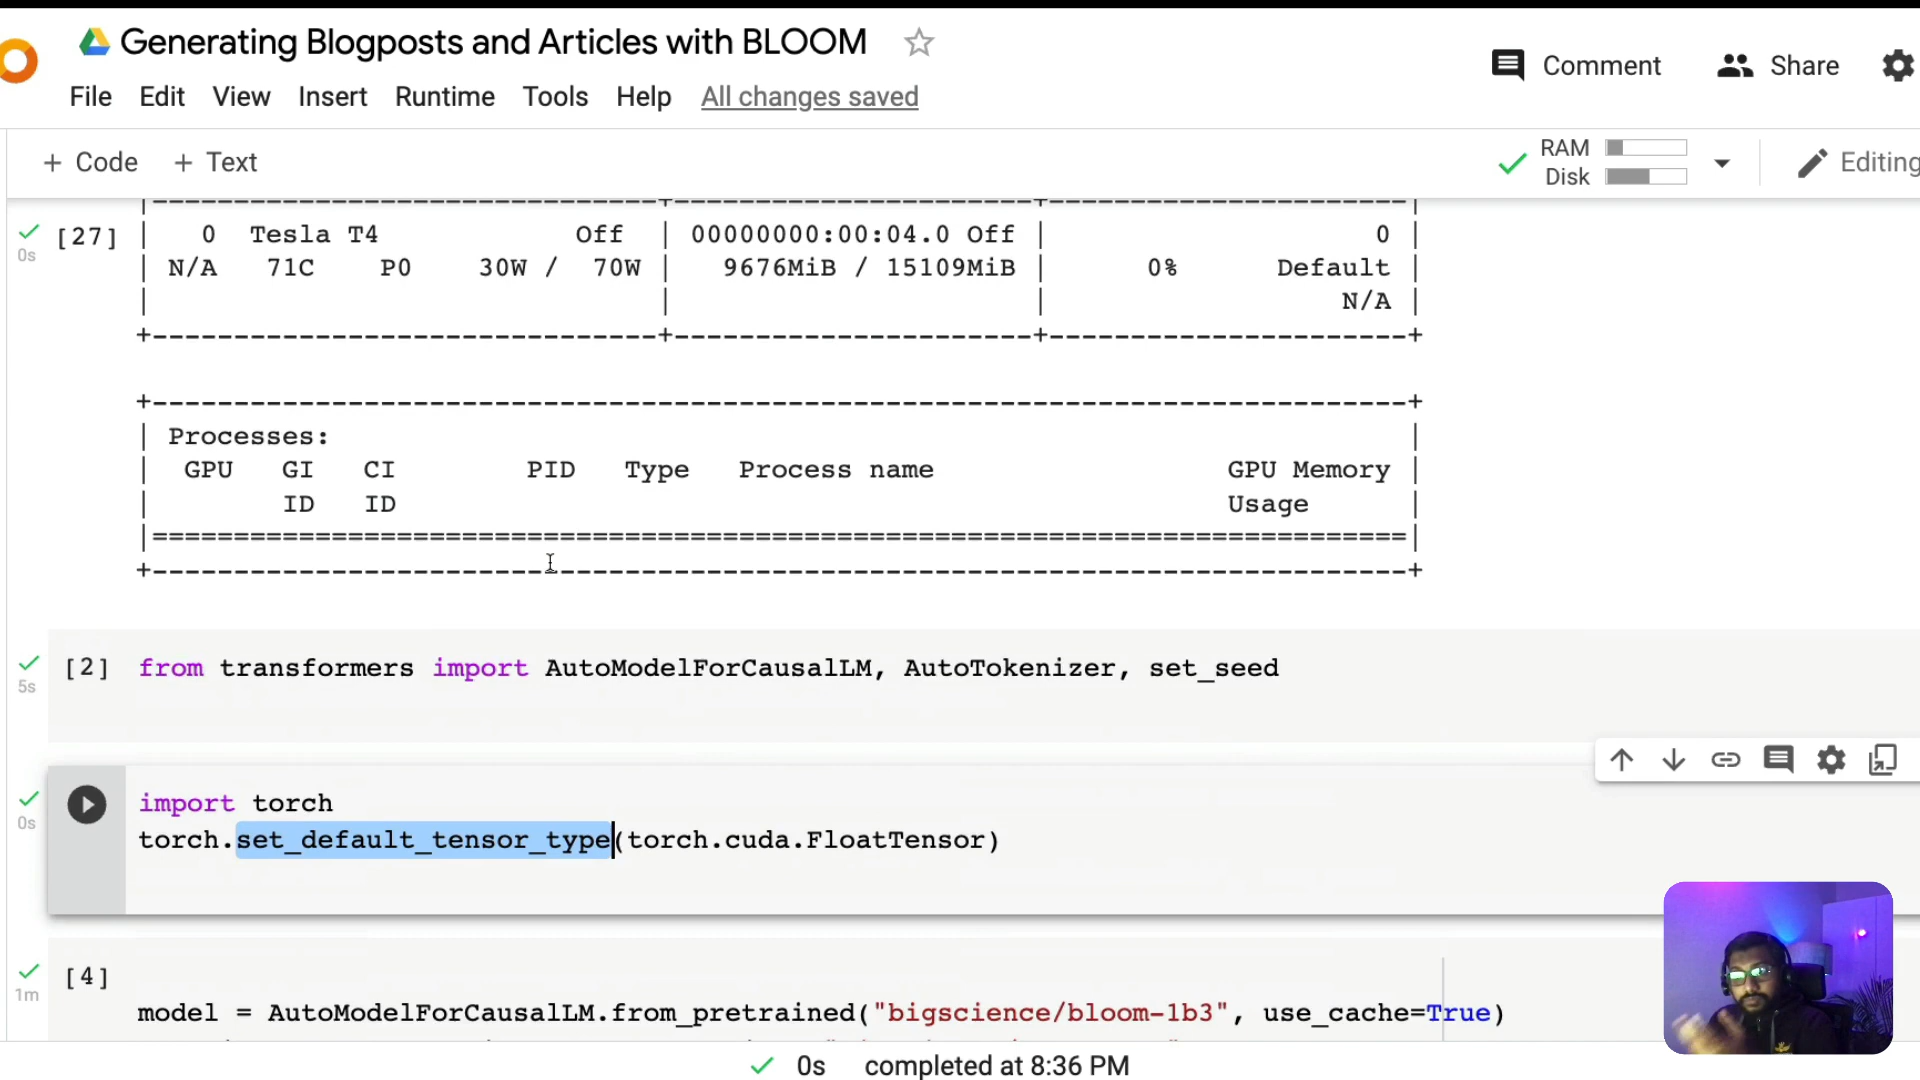 Generating Blogposts and Articles with BLOOM
Comment
Share
File Edit View Insert Runtime Tools Help All changes saved
+ Code + Text
RAM
Disk
Editing
[27]
0s
| 0 Tesla T4 Off | 00000000:00:04.0 Off | 0 |
| N/A 71C P0 30W / 70W | 9676MiB / 15109MiB | 0% Default |
| | | N/A |
+-------------------------------+----------------------+----------------------+
+-----------------------------------------------------------------------------+
| Processes: |
| GPU GI CI PID Type Process name GPU Memory |
| ID ID Usage |
|=============================================================================|
+-----------------------------------------------------------------------------+
[2] from transformers import AutoModelForCausalLM, AutoTokenizer, set_seed
5s
import torch
0s
torch.set_default_tensor_type(torch.cuda.FloatTensor)
[4]
1m
model = AutoModelForCausalLM.from_pretrained("bigscience/bloom-1b3", use_cache=True)
0s completed at 8:36 PM